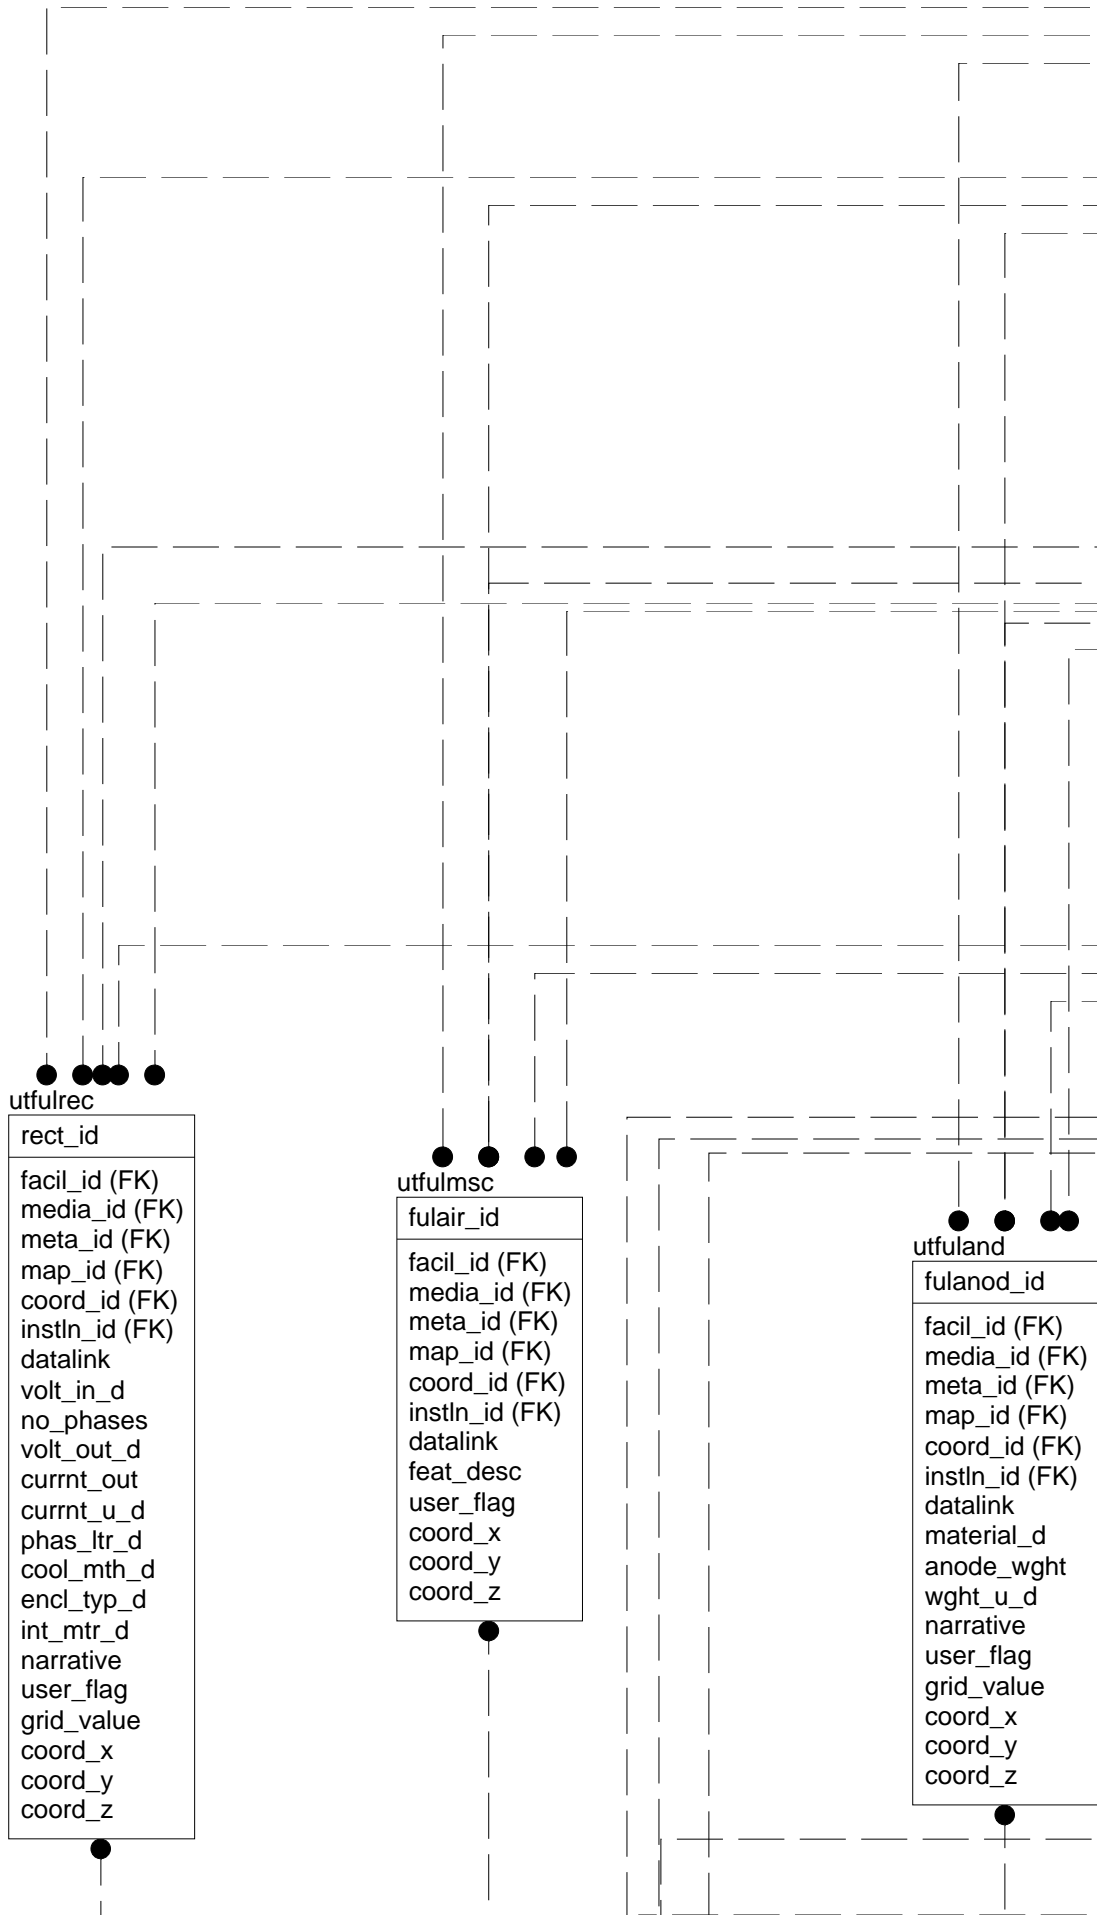 utfulrec
rect_id
facil_id (FK)
media_id (FK)
meta_id (FK)
map_id (FK)
coord_id (FK)
instln_id (FK)
datalink
volt_in_d
no_phases
volt_out_d
currnt_out
currnt_u_d
phas_ltr_d
cool_mth_d
encl_typ_d
int_mtr_d
narrative
user_flag
grid_value
coord_x
coord_y
coord_z
utfulmsc
fulair_id
facil_id (FK)
media_id (FK)
meta_id (FK)
map_id (FK)
coord_id (FK)
instln_id (FK)
datalink
feat_desc
user_flag
coord_x
coord_y
coord_z
utfuland
fulanod_id
facil_id (FK)
media_id (FK)
meta_id (FK)
map_id (FK)
coord_id (FK)
instln_id (FK)
datalink
material_d
anode_wght
wght_u_d
narrative
user_flag
grid_value
coord_x
coord_y
coord_z